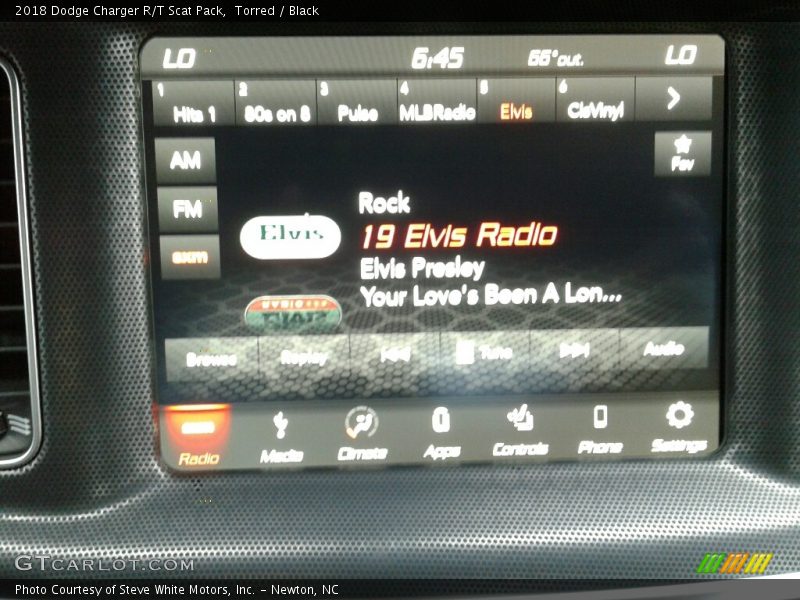 2018 Dodge Charger R/T Scat Pack, Torred / Black
LO 6:45 66°out. LO
1 Hits 1 2 80s on 8 3 Pulse 4 MLBRadio 5 Elvis 6 ClsVinyl
AM
Fav
FM
Rock
Elvis
19 Elvis Radio
sxm
Elvis Presley
Your Love's Been A Lon...
Browse Replay Tune Audio
Radio Media Climate Apps Controls Phone Settings
GTcarlot.com
Photo Courtesy of Steve White Motors, Inc. – Newton, NC